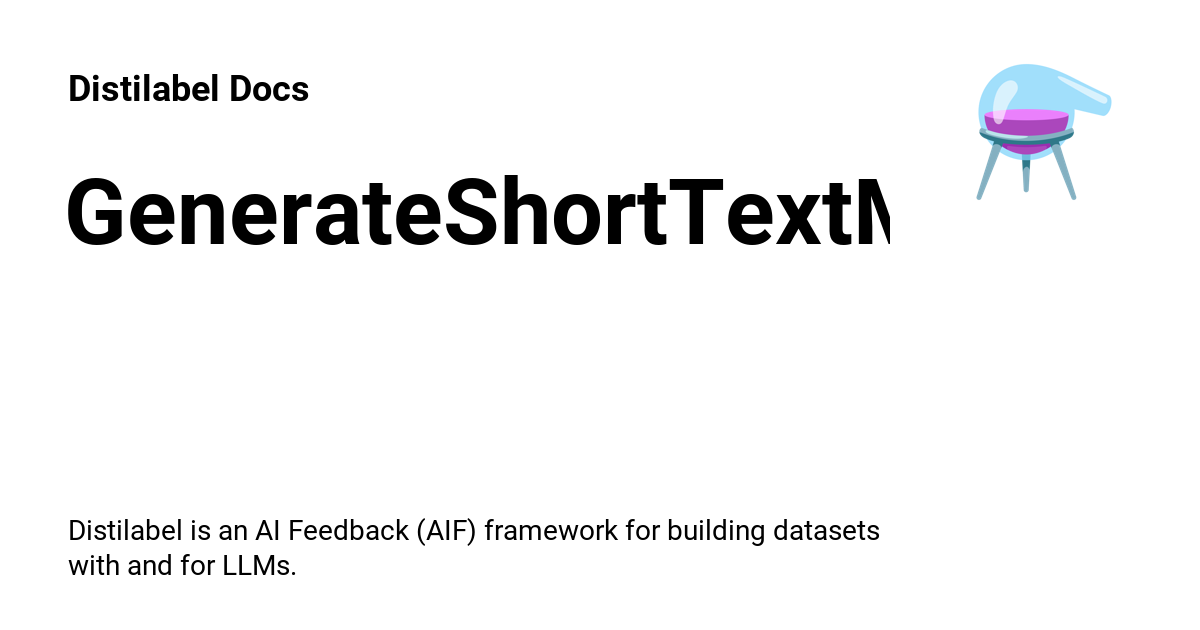 Distilabel Docs
GenerateShortTextM
Distilabel is an AI Feedback (AIF) framework for building datasets
with and for LLMs.